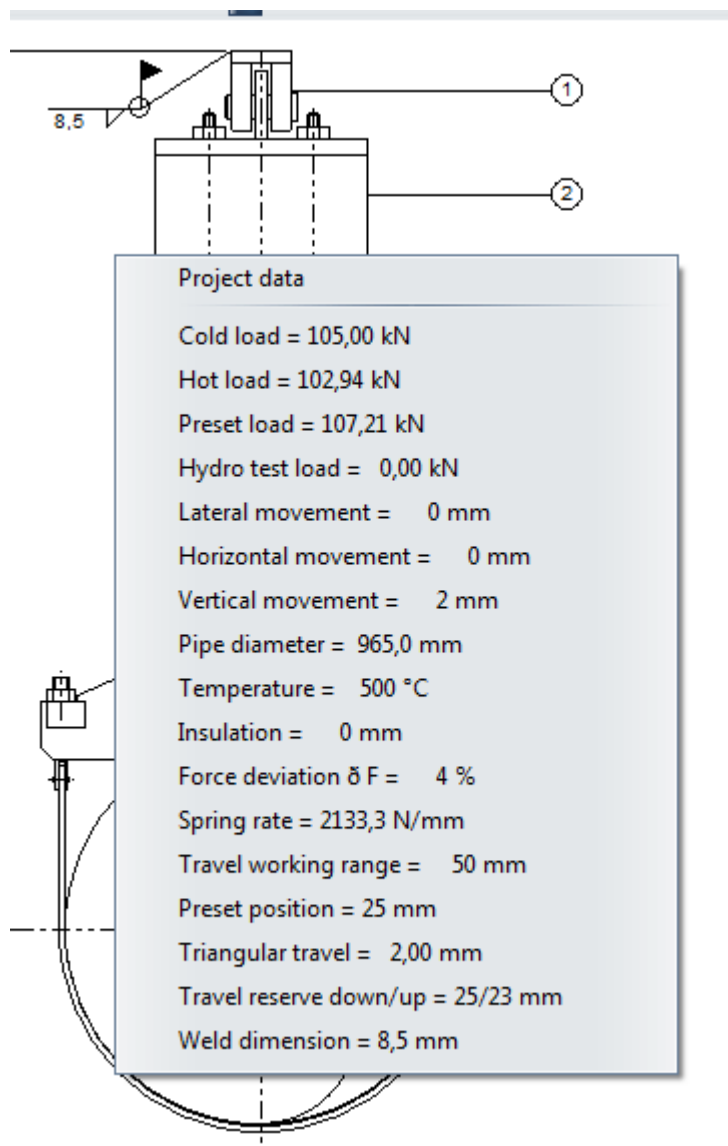 1
8,5
2
Project data
Cold load = 105,00 kN
Hot load = 102,94 kN
Preset load = 107,21 kN
Hydro test load = 0,00 kN
Lateral movement = 0 mm
Horizontal movement = 0 mm
Vertical movement = 2 mm
Pipe diameter = 965,0 mm
Temperature = 500 °C
Insulation = 0 mm
Force deviation ð F = 4 %
Spring rate = 2133,3 N/mm
Travel working range = 50 mm
Preset position = 25 mm
Triangular travel = 2,00 mm
Travel reserve down/up = 25/23 mm
Weld dimension = 8,5 mm